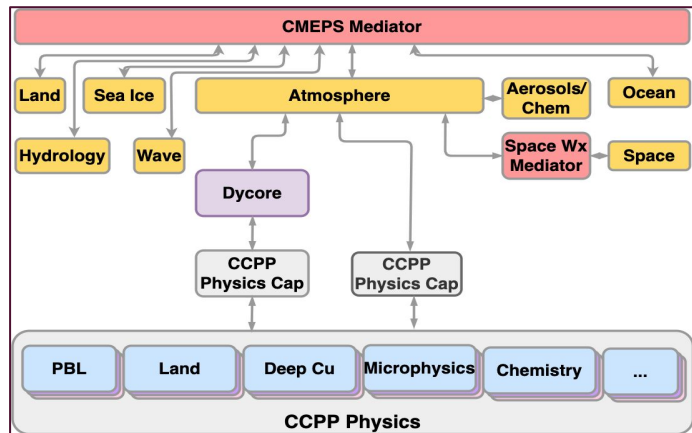 CMEPS Mediator
Land
Sea Ice
Atmosphere
Aerosols/
Chem
Ocean
Hydrology
Wave
Space Wx
Mediator
Space
Dycore
CCPP
Physics Cap
CCPP
Physics Cap
PBL
Land
Deep Cu
Microphysics
Chemistry
...
CCPP Physics